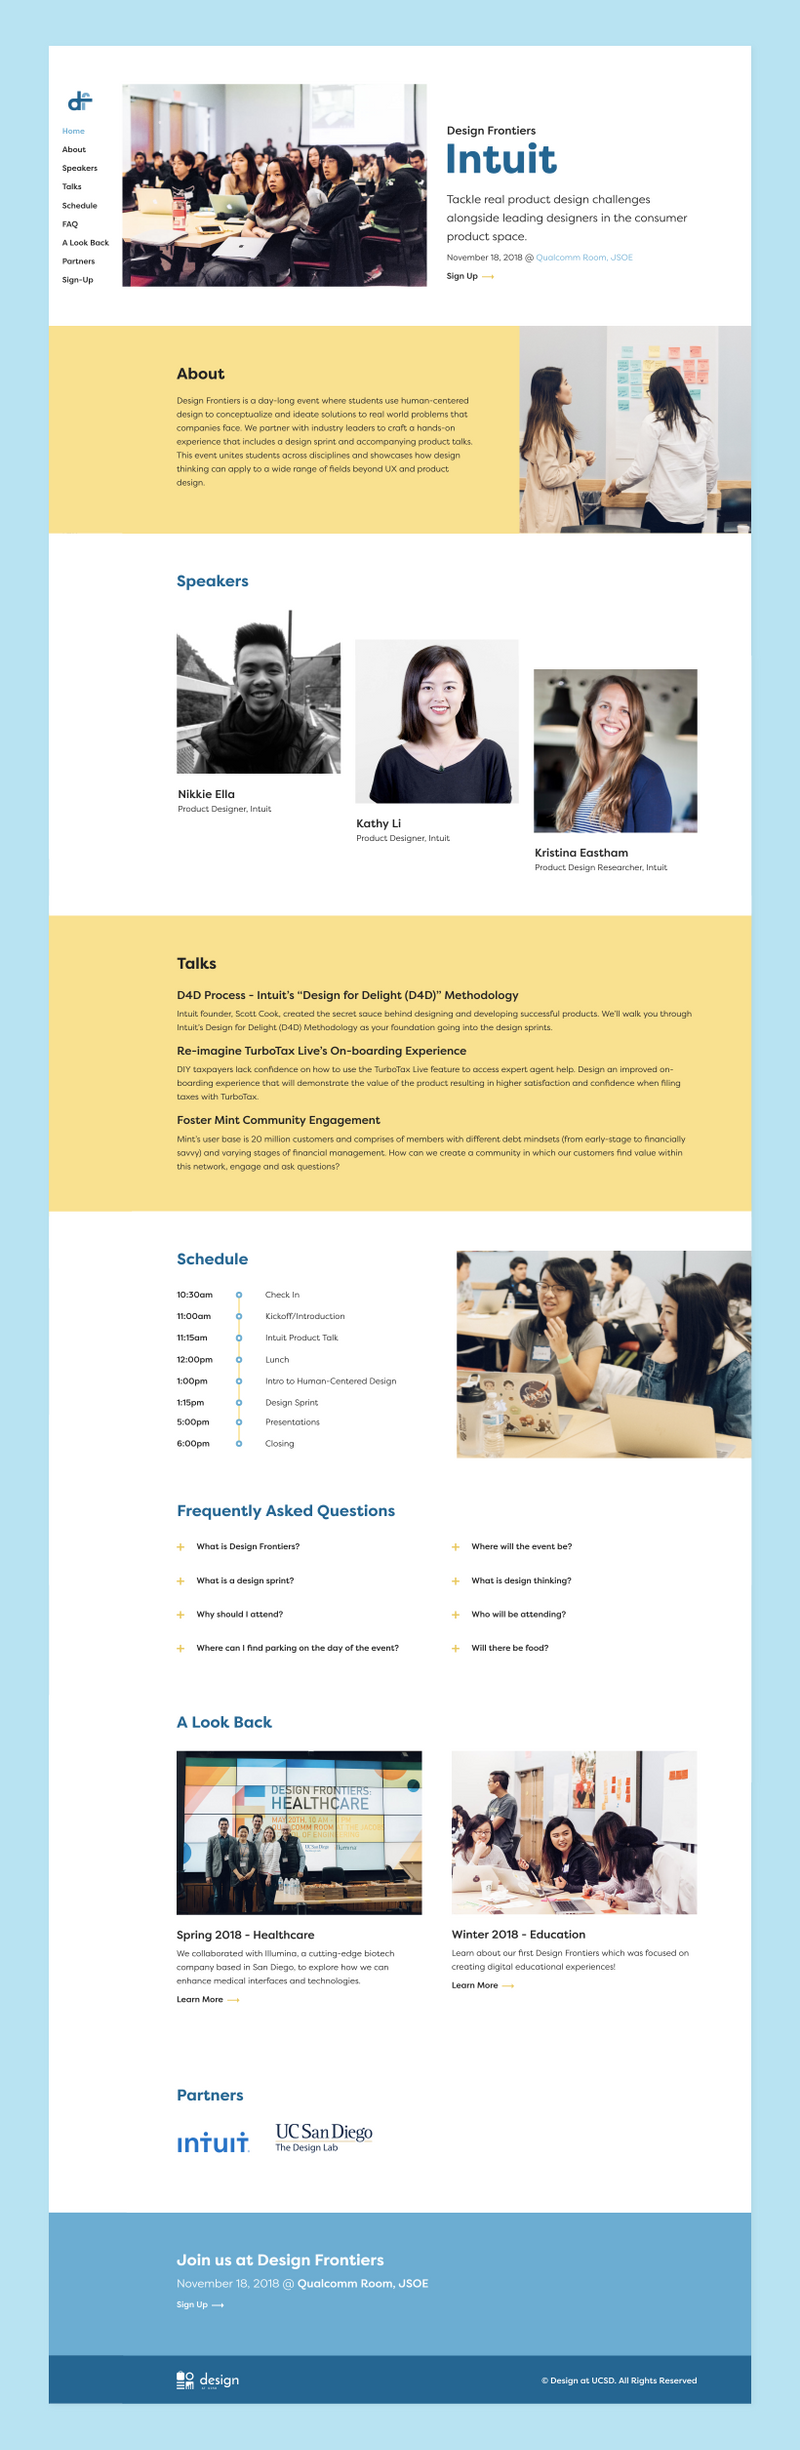 df
Home
About
Speakers
Talks
Schedule
FAQ
A Look Back
Partners
Sign-Up
Design Frontiers
Intuit
Tackle real product design challenges
alongside leading designers in the consumer
product space.
November 18, 2018 @ Qualcomm Room, JSOE
Sign Up
About
Design Frontiers is a day-long event where students use human-centered
design to conceptualize and ideate solutions to real world problems that
companies face. We partner with industry leaders to craft a hands-on
experience that includes a design sprint and accompanying product talks.
This event unites students across disciplines and showcases how design
thinking can apply to a wide range of fields beyond UX and product
design.
Speakers
Nikkie Ella
Product Designer, Intuit
Kathy Li
Product Designer, Intuit
Kristina Eastham
Product Design Researcher, Intuit
Talks
D4D Process - Intuit's “Design for Delight (D4D)” Methodology
Intuit founder, Scott Cook, created the secret sauce behind designing and developing successful products. We'll walk you through
Intuit's Design for Delight (D4D) Methodology as your foundation going into the design sprints.
Re-imagine TurboTax Live's On-boarding Experience
DIY taxpayers lack confidence on how to use the TurboTax Live feature to access expert agent help. Design an improved on-
boarding experience that will demonstrate the value of the product resulting in higher satisfaction and confidence when filing
taxes with TurboTax.
Foster Mint Community Engagement
Mint's user base is 20 million customers and comprises of members with different debt mindsets (from early-stage to financially
savvy) and varying stages of financial management. How can we create a community in which our customers find value within
this network, engage and ask questions?
Schedule
10:30am Check In
11:00am Kickoff/Introduction
11:15am Intuit Product Talk
12:00pm Lunch
1:00pm Intro to Human-Centered Design
1:15pm Design Sprint
5:00pm Presentations
6:00pm Closing
NASA
Frequently Asked Questions
What is Design Frontiers?
Where will the event be?
What is a design sprint?
What is design thinking?
Why should I attend?
Who will be attending?
Where can I find parking on the day of the event?
Will there be food?
A Look Back
DESIGN FRONTIERS:
HEALTHCARE
Spring 2018 - Healthcare
We collaborated with Illumina, a cutting-edge biotech
company based in San Diego, to explore how we can
enhance medical interfaces and technologies.
Learn More
Winter 2018 - Education
Learn about our first Design Frontiers which was focused on
creating digital educational experiences!
Learn More
Partners
intuit
UC San Diego
The Design Lab
Join us at Design Frontiers
November 18, 2018 @ Qualcomm Room, JSOE
Sign Up
design
© Design at UCSD. All Rights Reserved